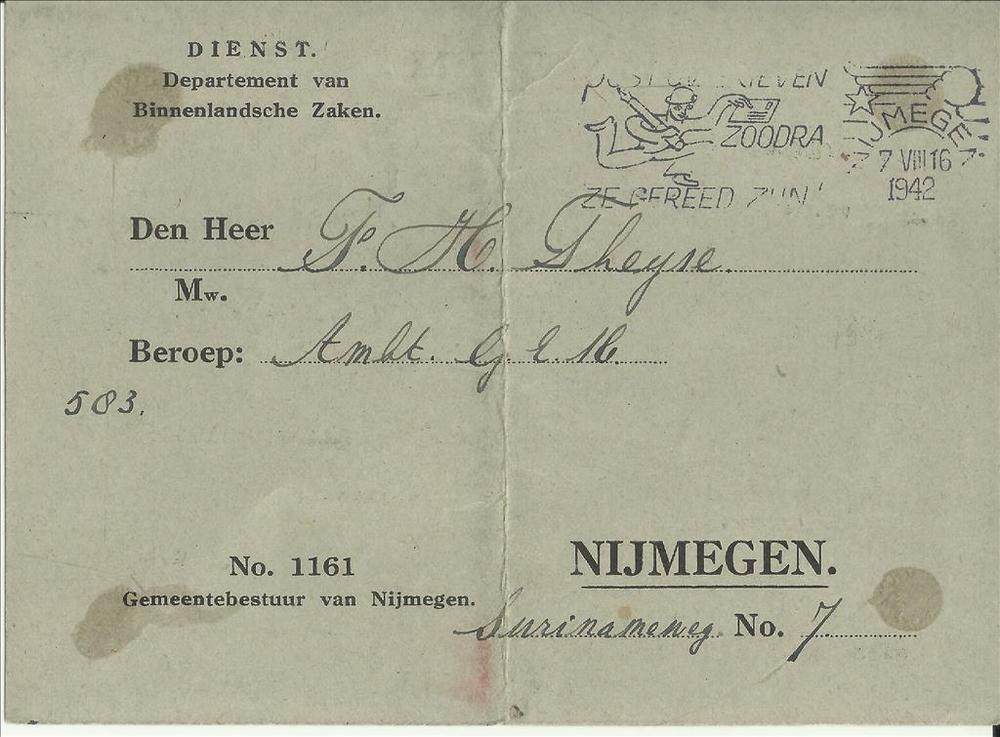 DIENST.
Departement van
Binnenlandsche Zaken.
ZOODRA
ZE GEREED ZIJN!
NIJMEGEN
7 VIII 16
1942
Den Heer F. H. Theyse.
Mw.
Beroep: Ambt. G. E. M.
583.
No. 1161
Gemeentebestuur van Nijmegen.
NIJMEGEN.
Surinameweg. No. 7